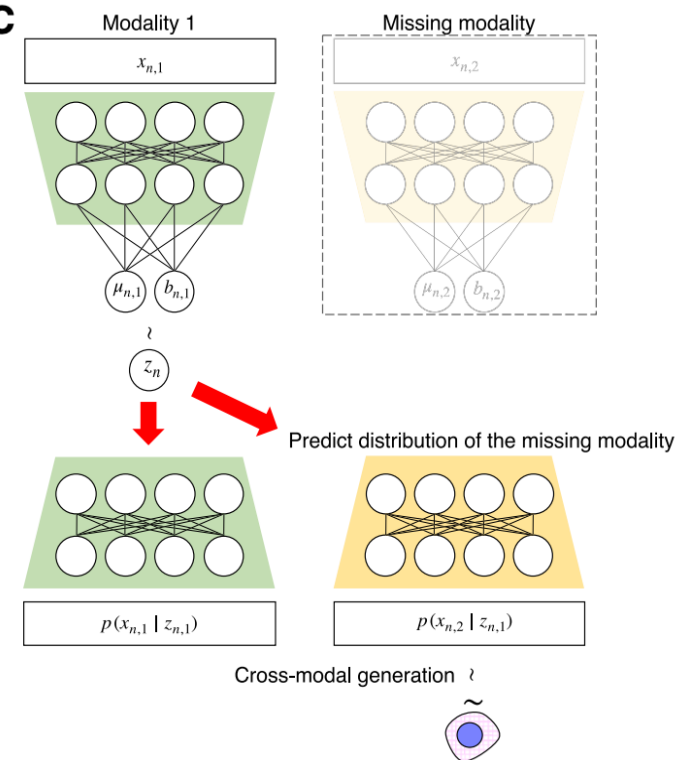 C
Modality 1
Missing modality
x_{n,1}
x_{n,2}
μ_{n,1}
b_{n,1}
μ_{n,2}
b_{n,2}
~
z_n
Predict distribution of the missing modality
p(x_{n,1} | z_{n,1})
p(x_{n,2} | z_{n,1})
Cross-modal generation ~
~